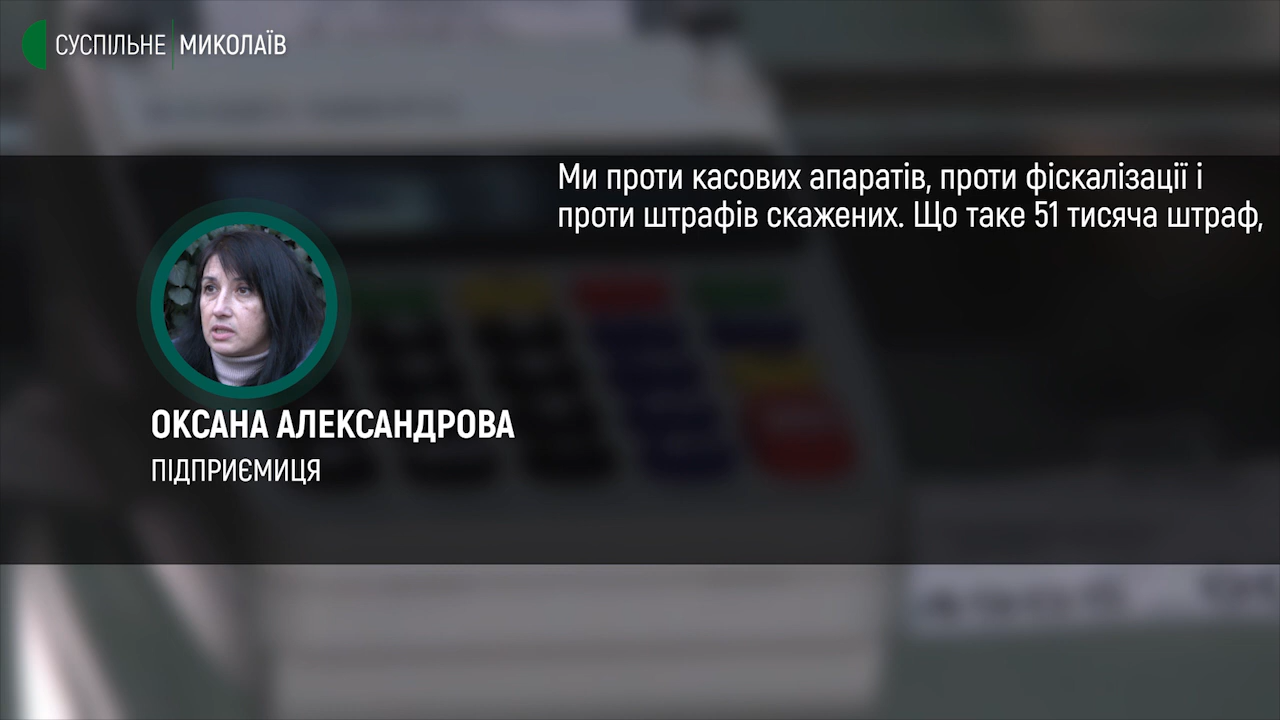 СУСПІЛЬНЕ МИКОЛАЇВ
Ми проти касових апаратів, проти фіскалізації і
проти штрафів скажених. Що таке 51 тисяча штраф,
ОКСАНА АЛЕКСАНДРОВА
ПІДПРИЄМИЦЯ